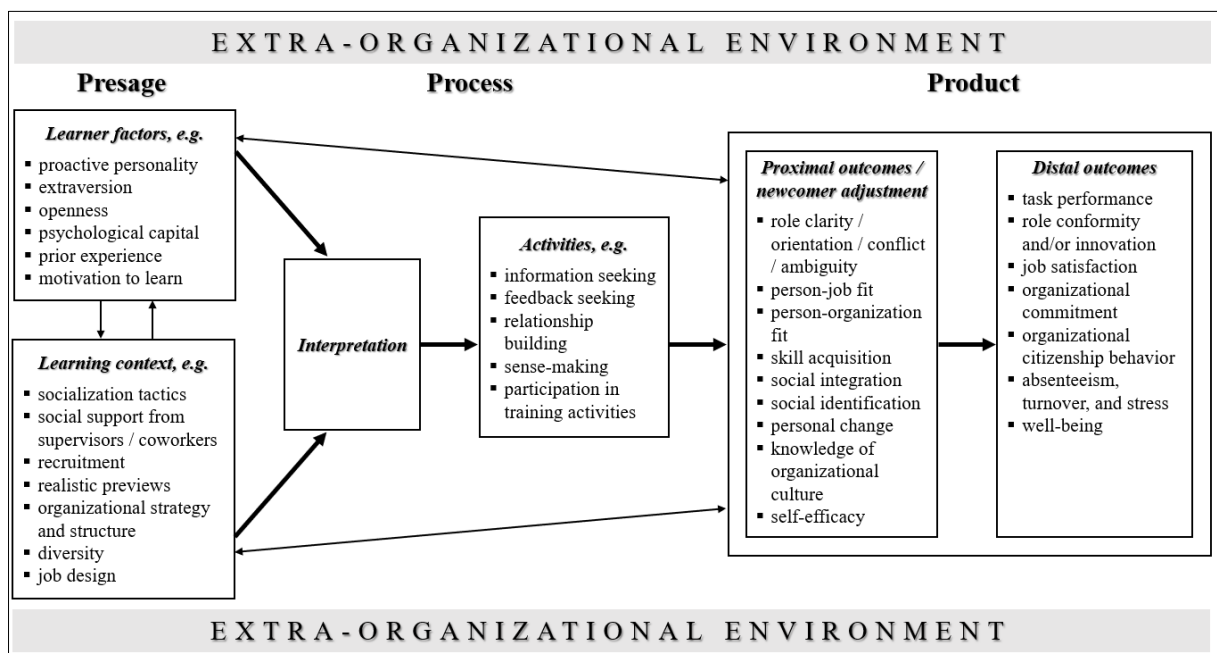 EXTRA-ORGANIZATIONAL ENVIRONMENT
Presage
Process
Product
Learner factors, e.g.
▪ proactive personality
▪ extraversion
▪ openness
▪ psychological capital
▪ prior experience
▪ motivation to learn
Learning context, e.g.
▪ socialization tactics
▪ social support from
supervisors / coworkers
▪ recruitment
▪ realistic previews
▪ organizational strategy
and structure
▪ diversity
▪ job design
Interpretation
Activities, e.g.
▪ information seeking
▪ feedback seeking
▪ relationship
building
▪ sense-making
▪ participation in
training activities
Proximal outcomes /
newcomer adjustment
▪ role clarity /
orientation / conflict
/ ambiguity
▪ person-job fit
▪ person-organization
fit
▪ skill acquisition
▪ social integration
▪ social identification
▪ personal change
▪ knowledge of
organizational
culture
▪ self-efficacy
Distal outcomes
▪ task performance
▪ role conformity
and/or innovation
▪ job satisfaction
▪ organizational
commitment
▪ organizational
citizenship behavior
▪ absenteeism,
turnover, and stress
▪ well-being
EXTRA-ORGANIZATIONAL ENVIRONMENT